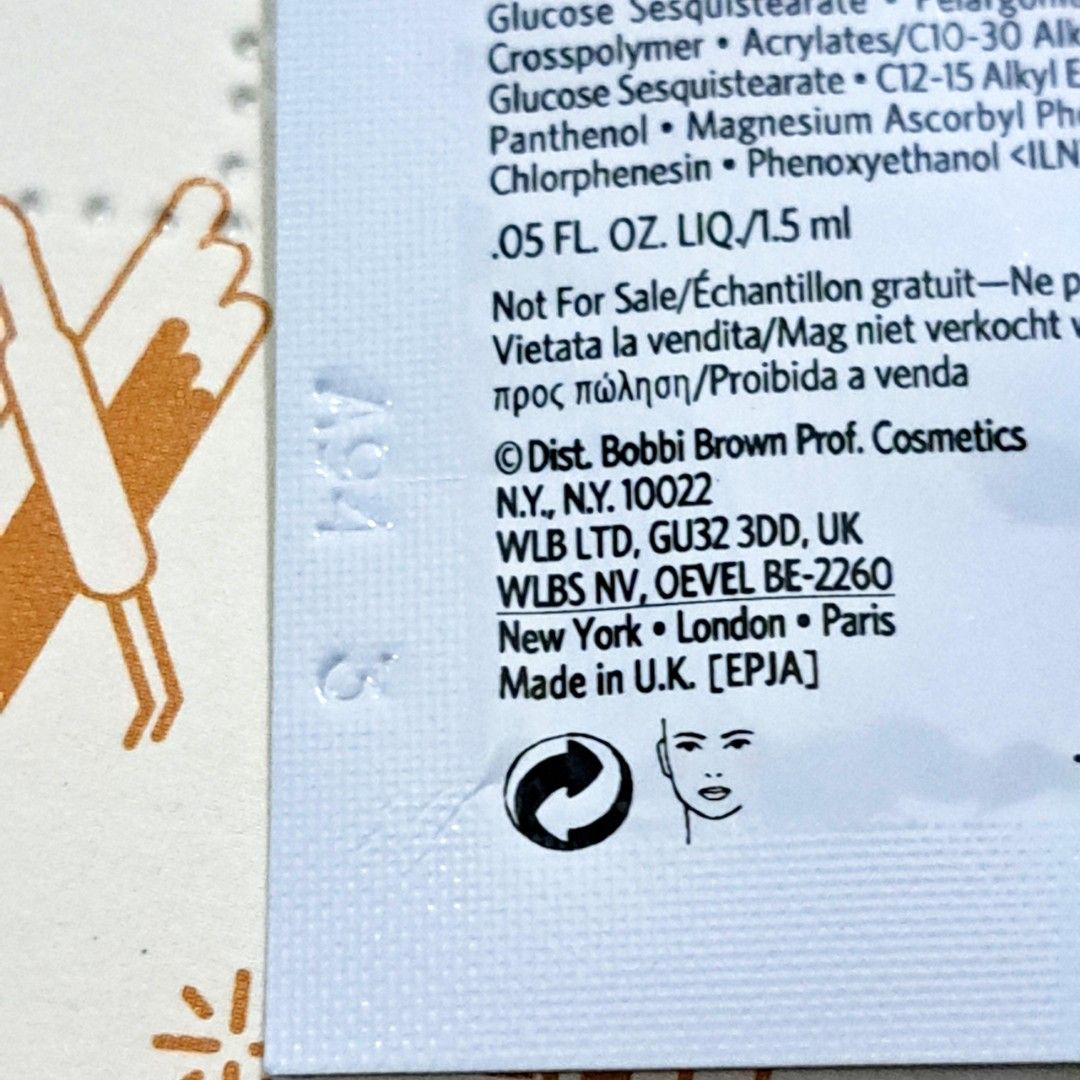 Glucose Sesquistearate •
Crosspolymer • Acrylates/C10-30 Alk
Glucose Sesquistearate • C12-15 Alkyl E
Panthenol • Magnesium Ascorbyl Ph
Chlorphenesin • Phenoxyethanol <ILN
.05 FL. OZ. LIQ./1.5 ml
Not For Sale/Échantillon gratuit—Ne p
Vietata la vendita/Mag niet verkocht
προς πώληση/Proibida a venda
© Dist. Bobbi Brown Prof. Cosmetics
N.Y., N.Y. 10022
WLB LTD, GU32 3DD, UK
WLBS NV, OEVEL BE-2260
New York • London • Paris
Made in U.K. [EPJA]